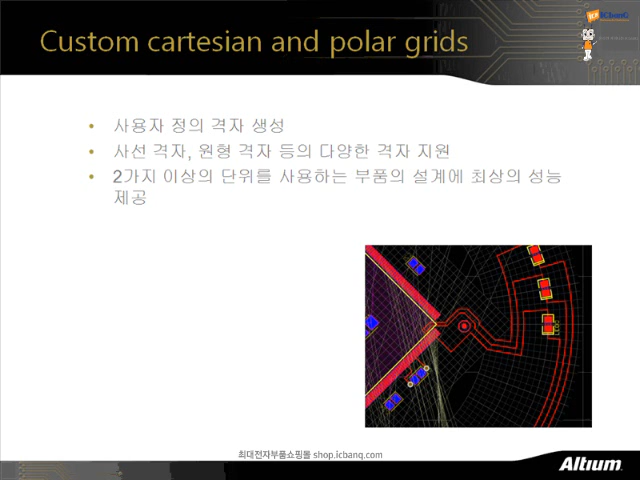 Custom cartesian and polar grids
icbanQ
• 사용자 정의 격자 생성
• 사선 격자, 원형 격자 등의 다양한 격자 지원
• 2가지 이상의 단위를 사용하는 부품의 설계에 최상의 성능
제공
최대전자부품쇼핑몰 shop.icbanq.com
Altium